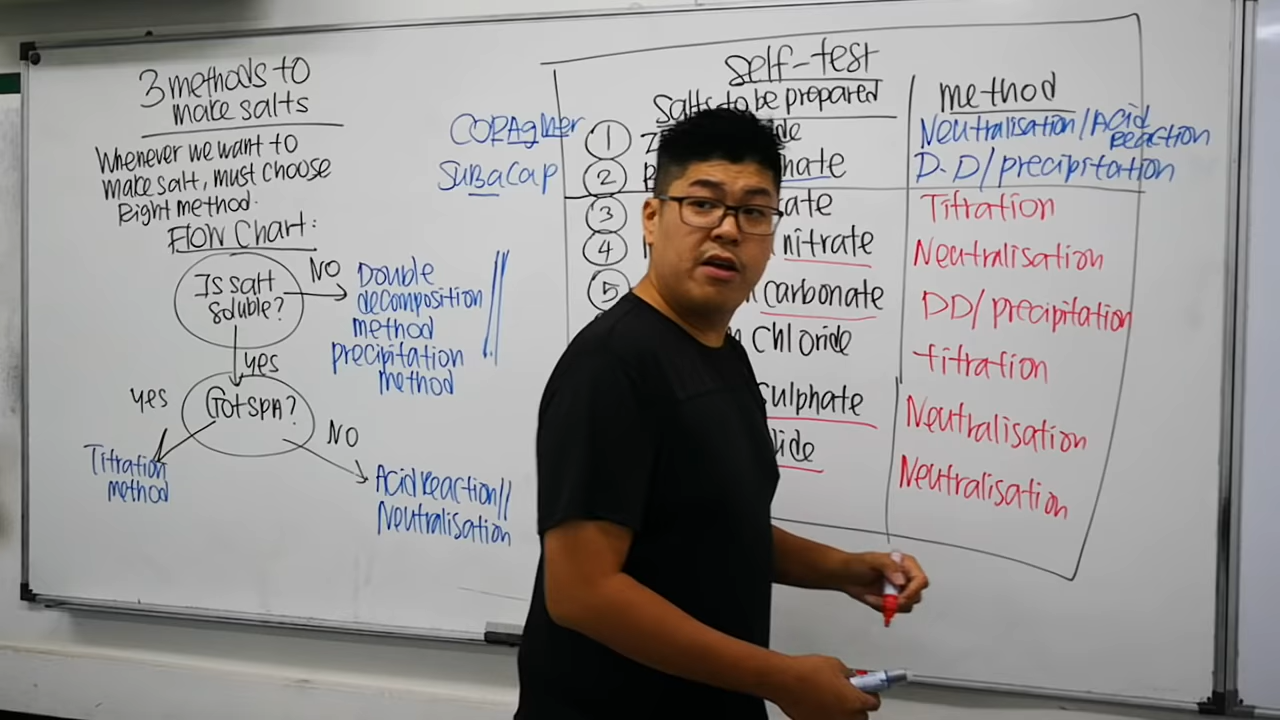 3 methods to
make salts
Whenever we want to
make salt, must choose
Right method.
Flow Chart:
Is salt
soluble?
NO
Double
decomposition
method
precipitation
method
yes
Got SPA?
yes
Titration
method
NO
Acid Reaction//
Neutralisation
CORAgMer
SUBaCaP
self-test
Salts to be prepared
method
1
de
Neutralisation/Acid
Reaction
2
nate
D.D/precipitation
3
ate
Titration
4
nitrate
Neutralisation
5
carbonate
DD/precipitation
Chloride
titration
sulphate
Neutralisation
ide
Neutralisation